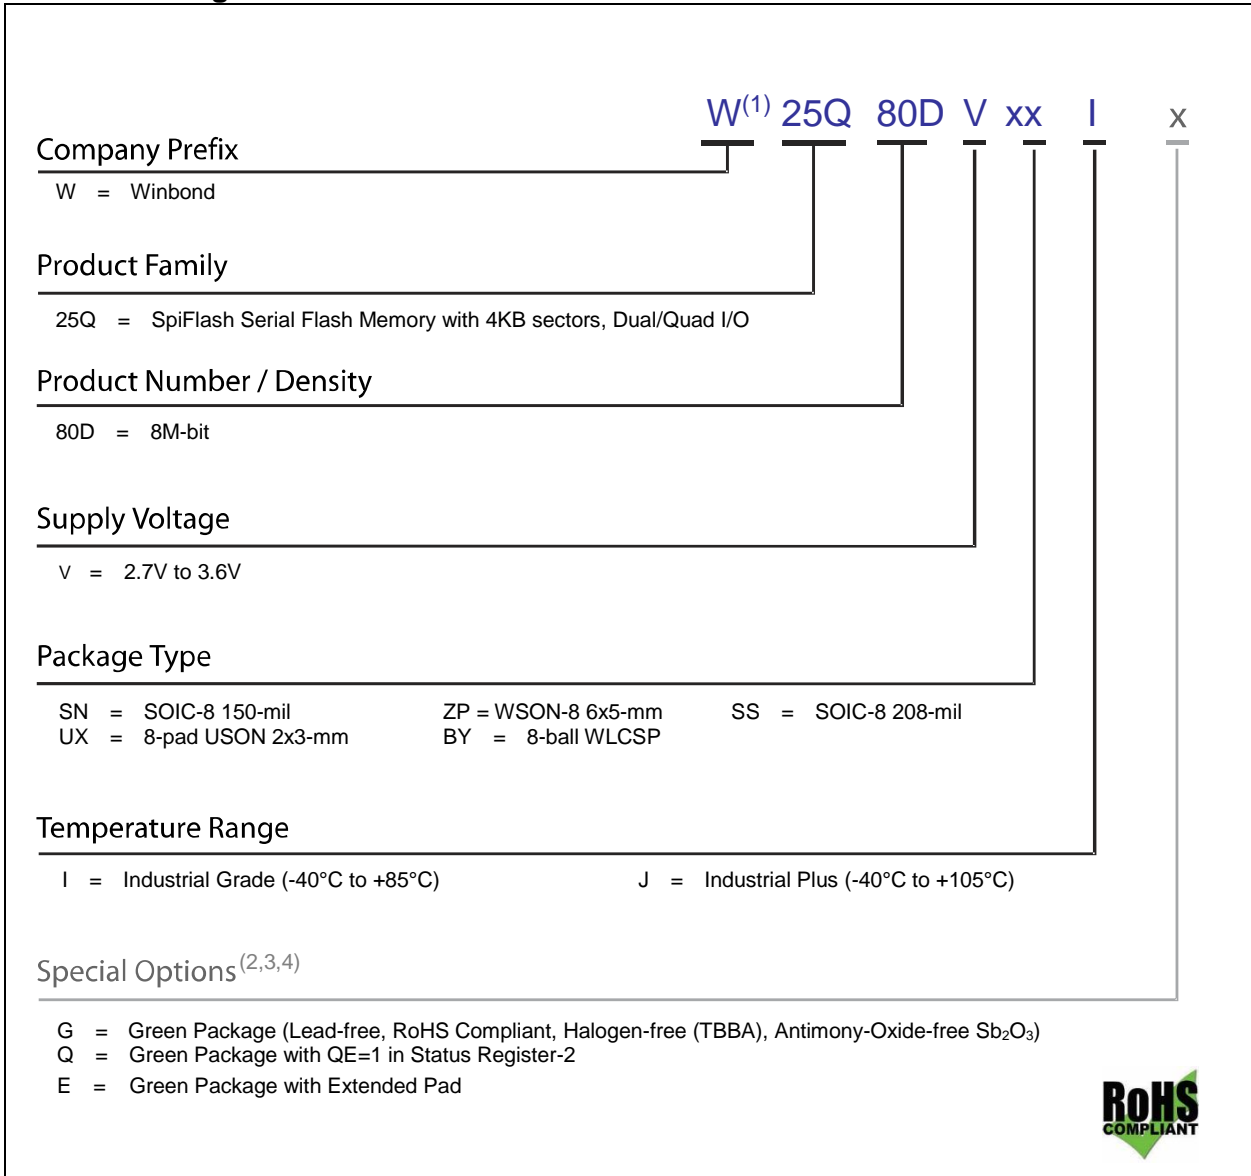 W(1) 25Q 80D V xx I x
Company Prefix
W = Winbond
Product Family
25Q = SpiFlash Serial Flash Memory with 4KB sectors, Dual/Quad I/O
Product Number / Density
80D = 8M-bit
Supply Voltage
V = 2.7V to 3.6V
Package Type
SN = SOIC-8 150-mil ZP = WSON-8 6x5-mm SS = SOIC-8 208-mil
UX = 8-pad USON 2x3-mm BY = 8-ball WLCSP
Temperature Range
I = Industrial Grade (-40°C to +85°C) J = Industrial Plus (-40°C to +105°C)
Special Options(2,3,4)
G = Green Package (Lead-free, RoHS Compliant, Halogen-free (TBBA), Antimony-Oxide-free Sb₂O₃)
Q = Green Package with QE=1 in Status Register-2
E = Green Package with Extended Pad
RoHS
COMPLIANT